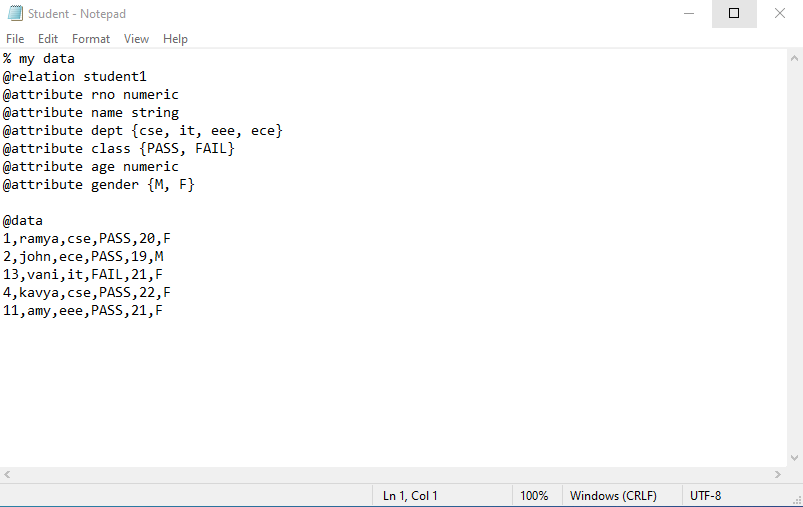 Student - Notepad
File Edit Format View Help
% my data
@relation student1
@attribute rno numeric
@attribute name string
@attribute dept {cse, it, eee, ece}
@attribute class {PASS, FAIL}
@attribute age numeric
@attribute gender {M, F}
@data
1,ramya,cse,PASS,20,F
2,john,ece,PASS,19,M
13,vani,it,FAIL,21,F
4,kavya,cse,PASS,22,F
11,amy,eee,PASS,21,F
Ln 1, Col 1 100% Windows (CRLF) UTF-8